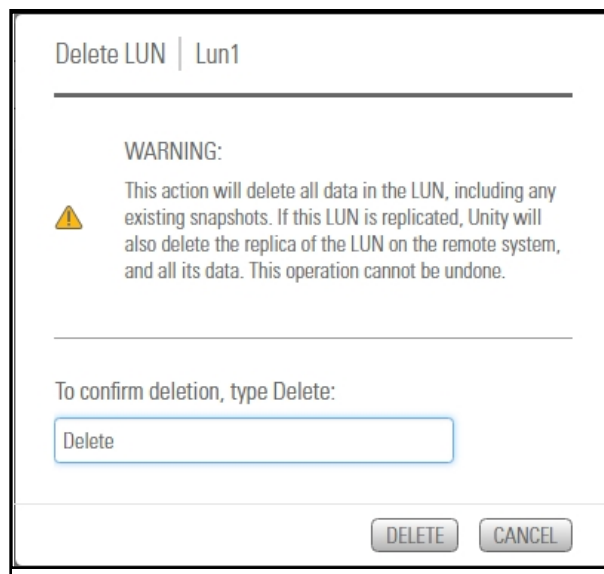 Delete LUN | Lun1
WARNING:
This action will delete all data in the LUN, including any
existing snapshots. If this LUN is replicated, Unity will
also delete the replica of the LUN on the remote system,
and all its data. This operation cannot be undone.
To confirm deletion, type Delete:
Delete
DELETE CANCEL